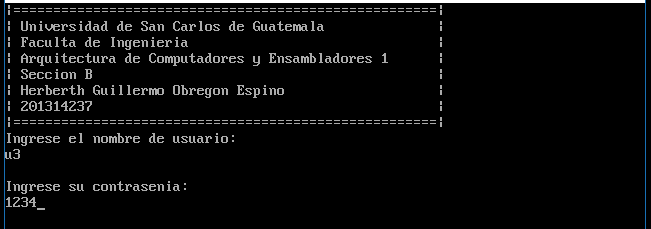 |=====================================================|
| Universidad de San Carlos de Guatemala |
| Faculta de Ingenieria |
| Arquitectura de Computadores y Ensambladores 1 |
| Seccion B |
| Herberth Guillermo Obregon Espino |
| 201314237 |
|=====================================================|
Ingrese el nombre de usuario:
u3
Ingrese su contrasenia:
1234_